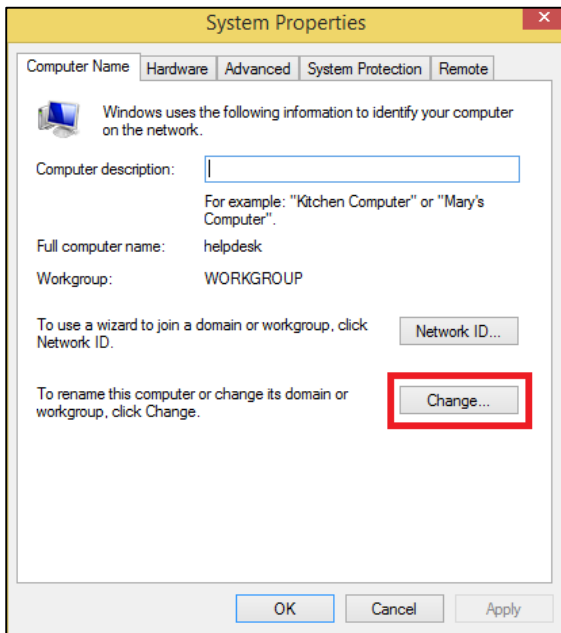 System Properties
Computer Name
Hardware
Advanced
System Protection
Remote
Windows uses the following information to identify your computer
on the network.
Computer description:
For example: "Kitchen Computer" or "Mary's
Computer".
Full computer name:
helpdesk
Workgroup:
WORKGROUP
To use a wizard to join a domain or workgroup, click
Network ID.
Network ID...
To rename this computer or change its domain or
workgroup, click Change.
Change...
OK
Cancel
Apply